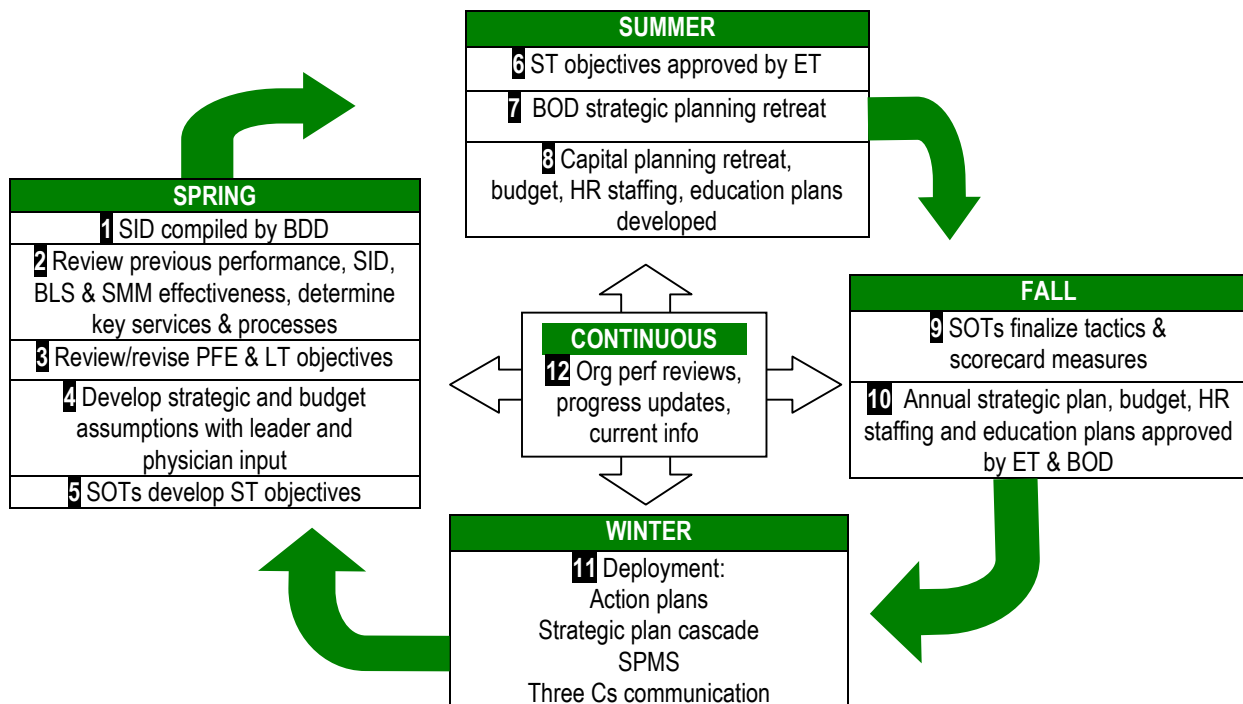 SUMMER
6 ST objectives approved by ET
7 BOD strategic planning retreat
8 Capital planning retreat,
budget, HR staffing, education plans
developed
SPRING
1 SID compiled by BDD
2 Review previous performance, SID,
BLS & SMM effectiveness, determine
key services & processes
3 Review/revise PFE & LT objectives
4 Develop strategic and budget
assumptions with leader and
physician input
5 SOTs develop ST objectives
CONTINUOUS
12 Org perf reviews,
progress updates,
current info
FALL
9 SOTs finalize tactics &
scorecard measures
10 Annual strategic plan, budget, HR
staffing and education plans approved
by ET & BOD
WINTER
11 Deployment:
Action plans
Strategic plan cascade
SPMS
Three Cs communication